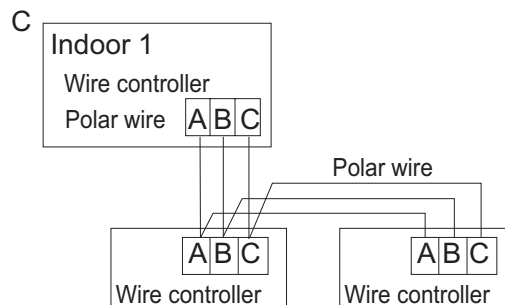 C
Indoor 1
Wire controller
Polar wire A B C
Polar wire
A B C A B C
Wire controller Wire controller